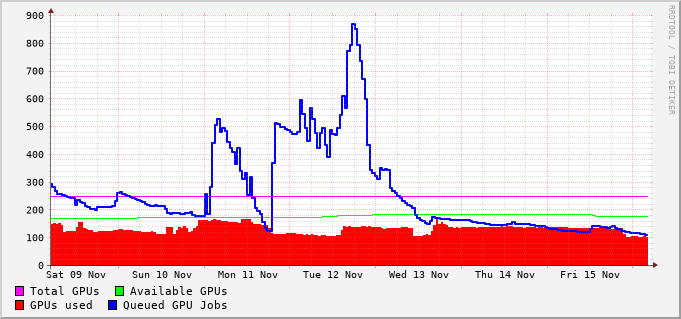 RRDTOOL / TOBI OETIKER
900
800
700
600
500
400
300
200
100
0
Sat 09 Nov Sun 10 Nov Mon 11 Nov Tue 12 Nov Wed 13 Nov Thu 14 Nov Fri 15 Nov
Total GPUs Available GPUs
GPUs used Queued GPU Jobs